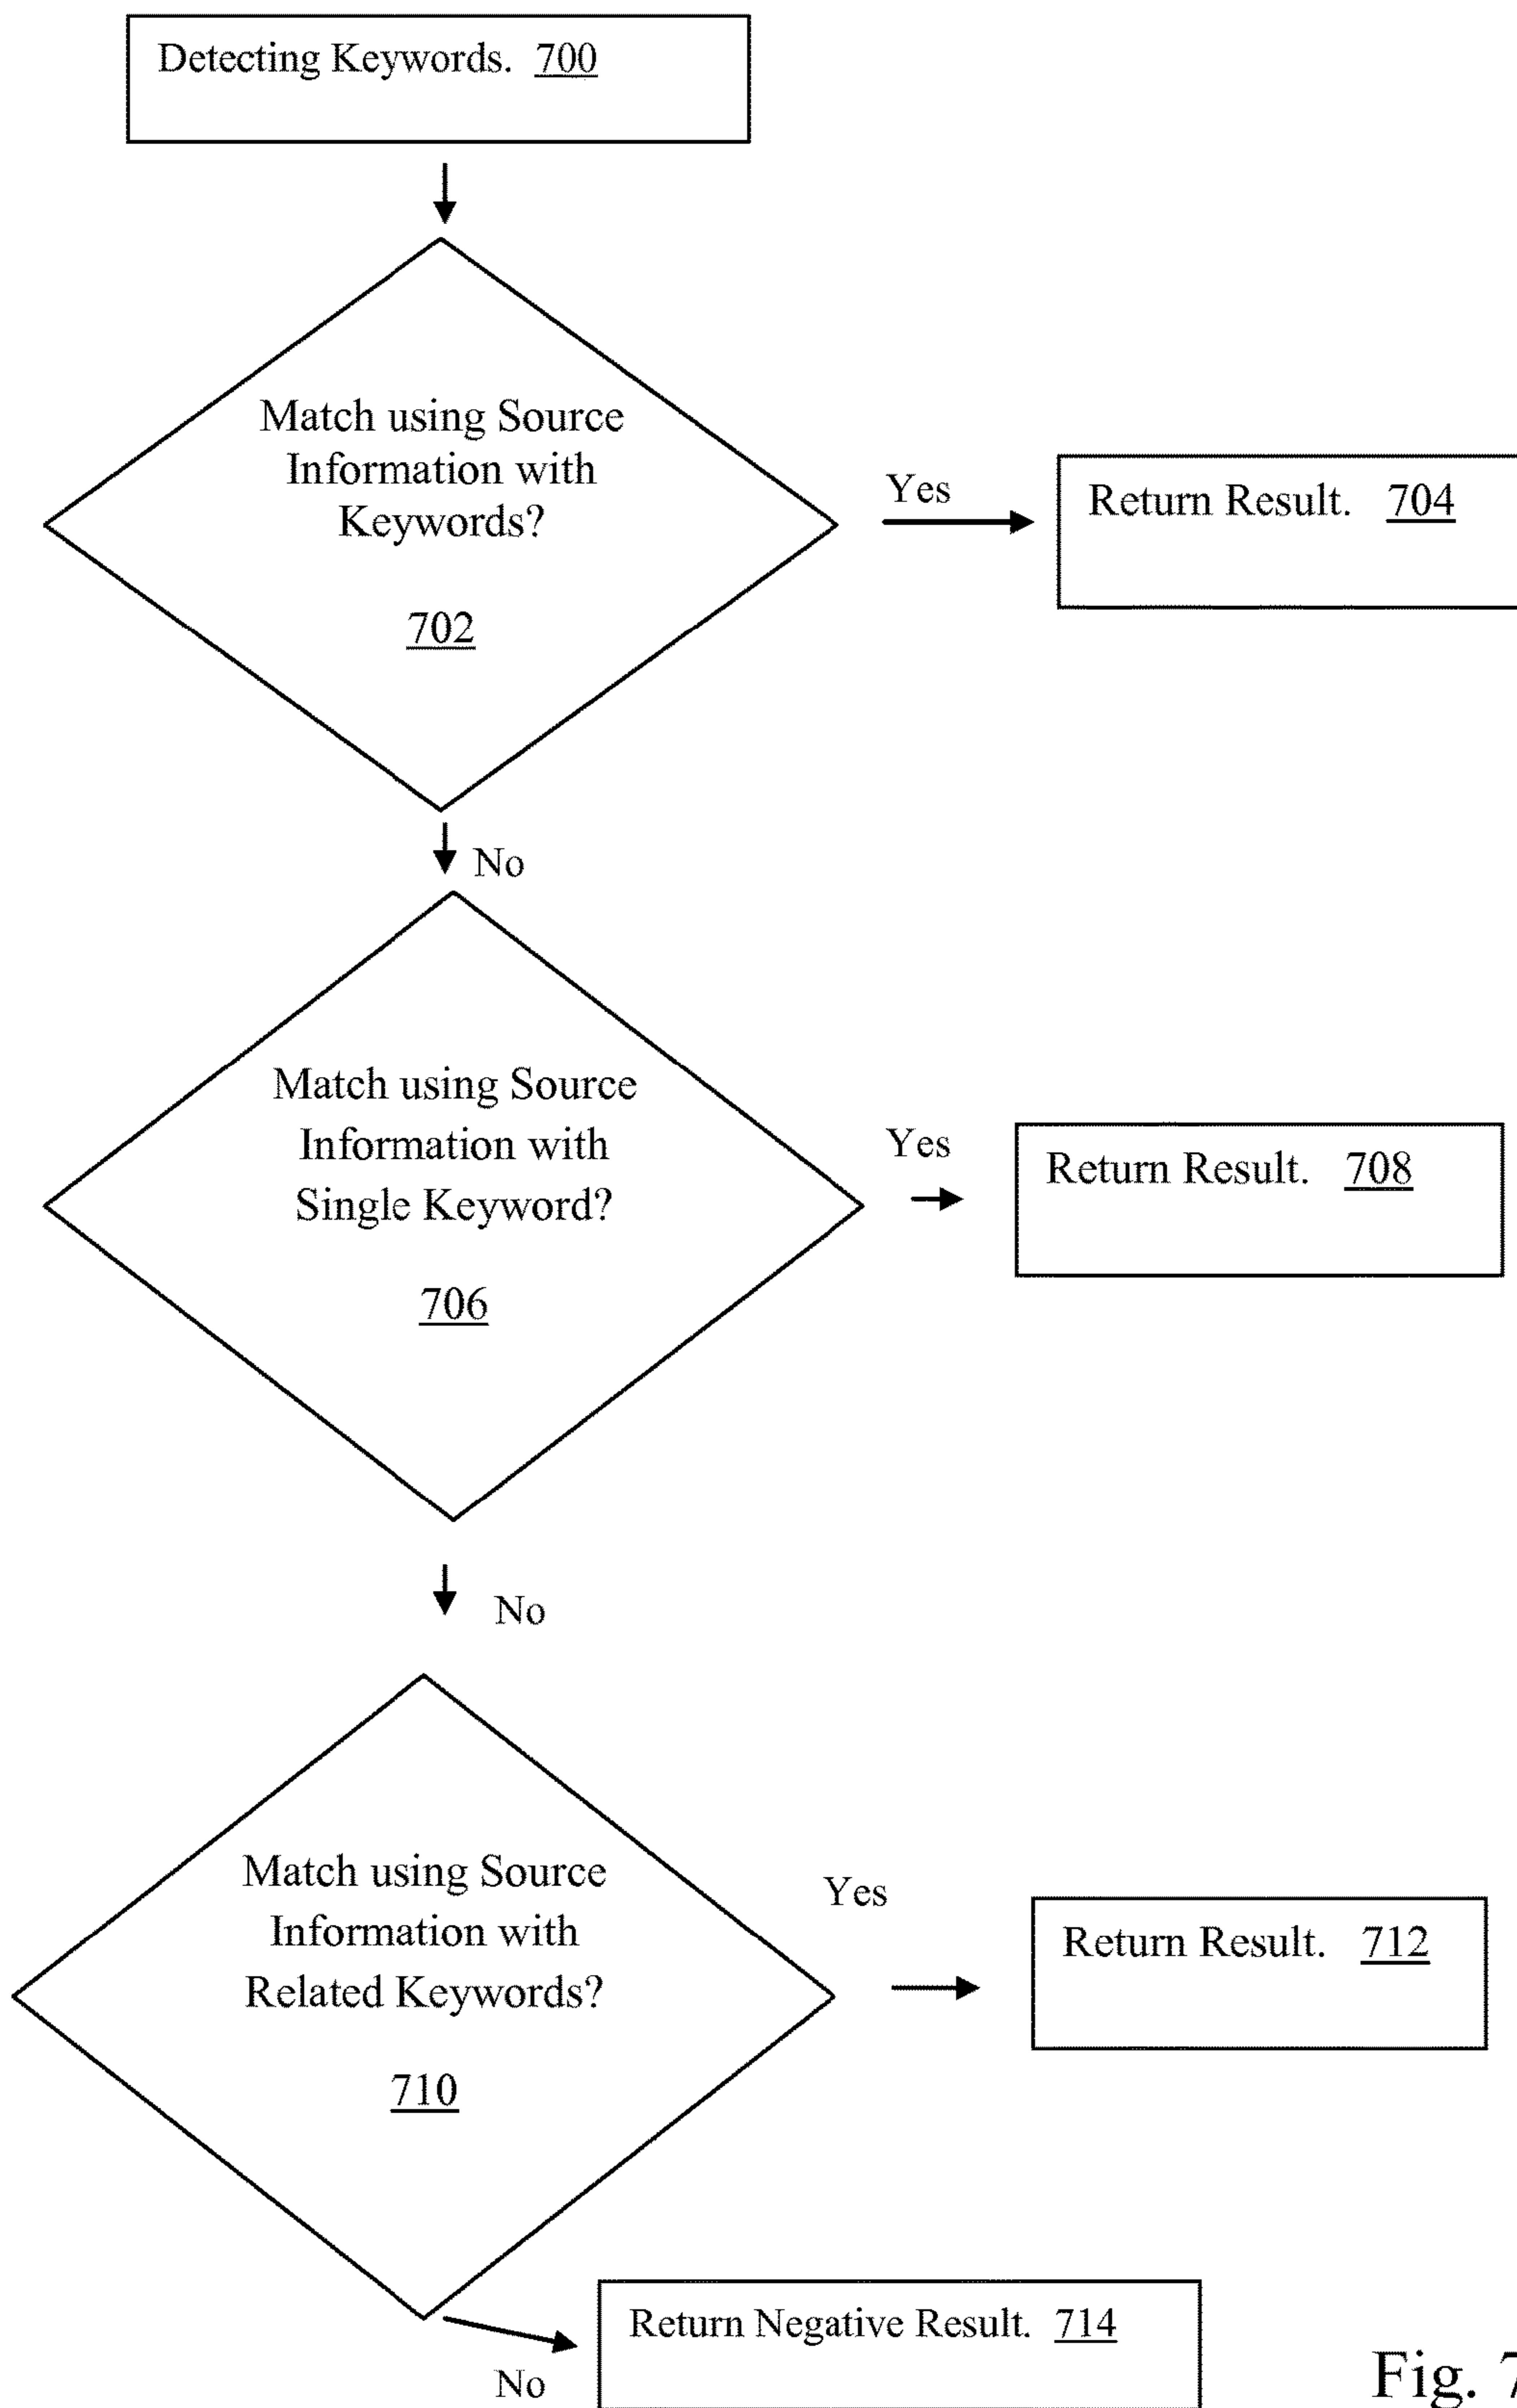 Detecting Keywords. 700
Match using Source
Information with
Keywords?
702
Yes
Return Result. 704
No
Match using Source
Information with
Single Keyword?
706
Yes
Return Result. 708
No
Match using Source
Information with
Related Keywords?
710
Yes
Return Result. 712
Return Negative Result. 714
No
Fig. 7